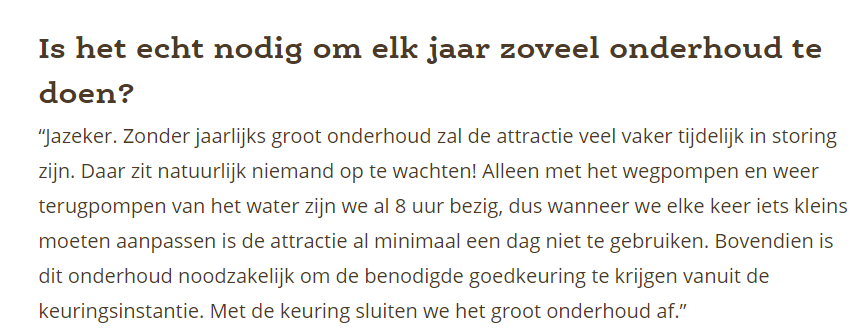 Is het echt nodig om elk jaar zoveel onderhoud te
doen?
“Jazeker. Zonder jaarlijks groot onderhoud zal de attractie veel vaker tijdelijk in storing
zijn. Daar zit natuurlijk niemand op te wachten! Alleen met het wegpompen en weer
terugpompen van het water zijn we al 8 uur bezig, dus wanneer we elke keer iets kleins
moeten aanpassen is de attractie al minimaal een dag niet te gebruiken. Bovendien is
dit onderhoud noodzakelijk om de benodigde goedkeuring te krijgen vanuit de
keuringsinstantie. Met de keuring sluiten we het groot onderhoud af.”